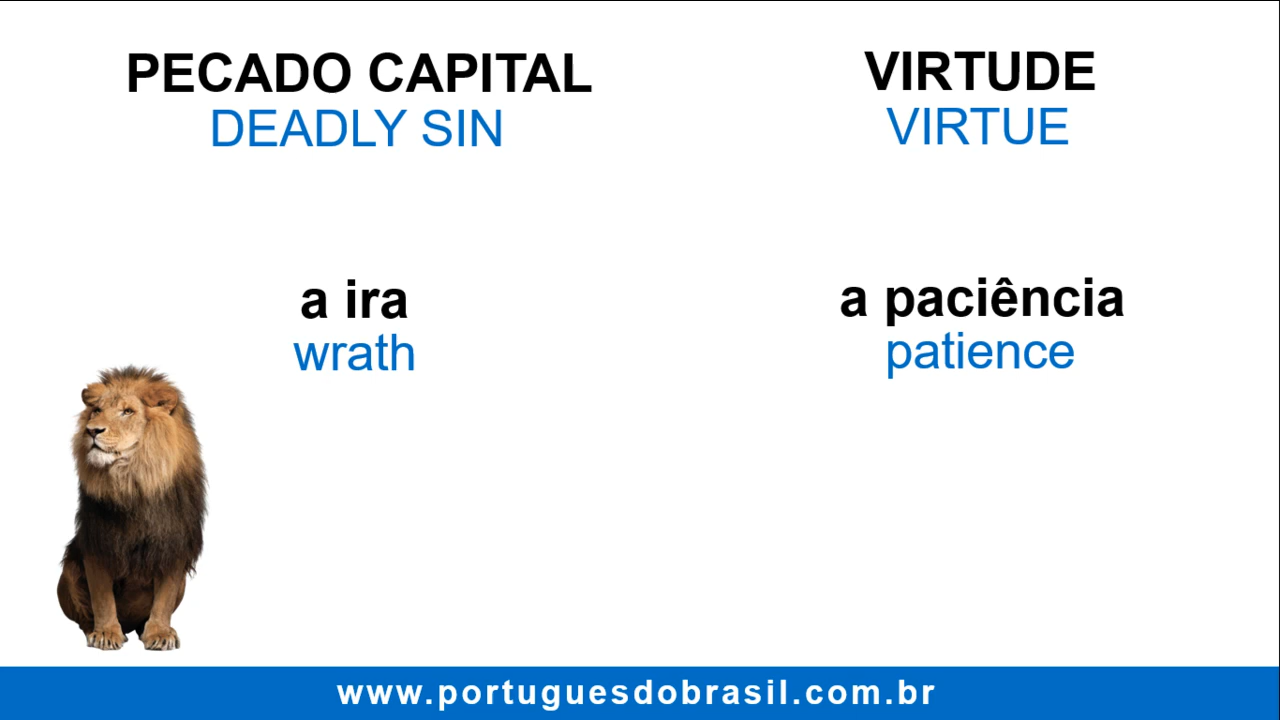 PECADO CAPITAL
DEADLY SIN
VIRTUDE
VIRTUE
a ira
wrath
a paciência
patience
www.portuguesdobrasil.com.br